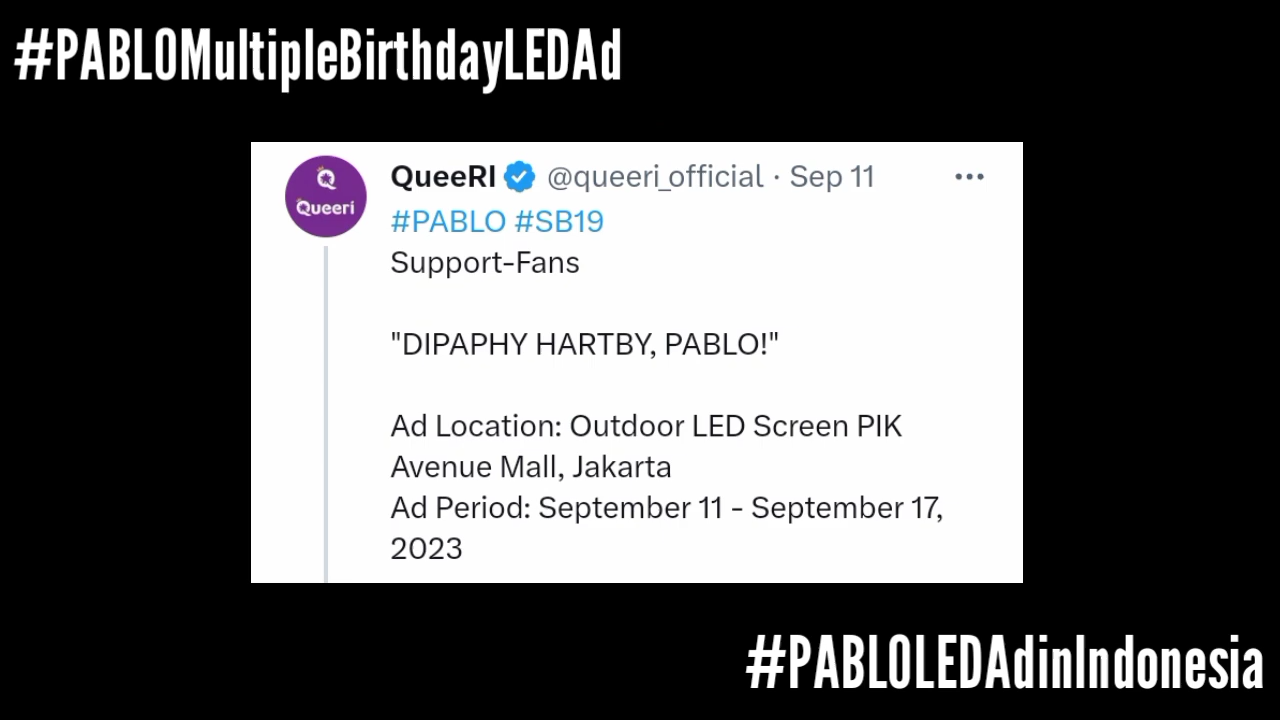 #PABLOMultipleBirthdayLEDAd
Q
Queeri
QueeRI @queeri_official · Sep 11
#PABLO #SB19
Support-Fans
"DIPAPHY HARTBY, PABLO!"
Ad Location: Outdoor LED Screen PIK
Avenue Mall, Jakarta
Ad Period: September 11 - September 17,
2023
#PABLOLEDAdinIndonesia